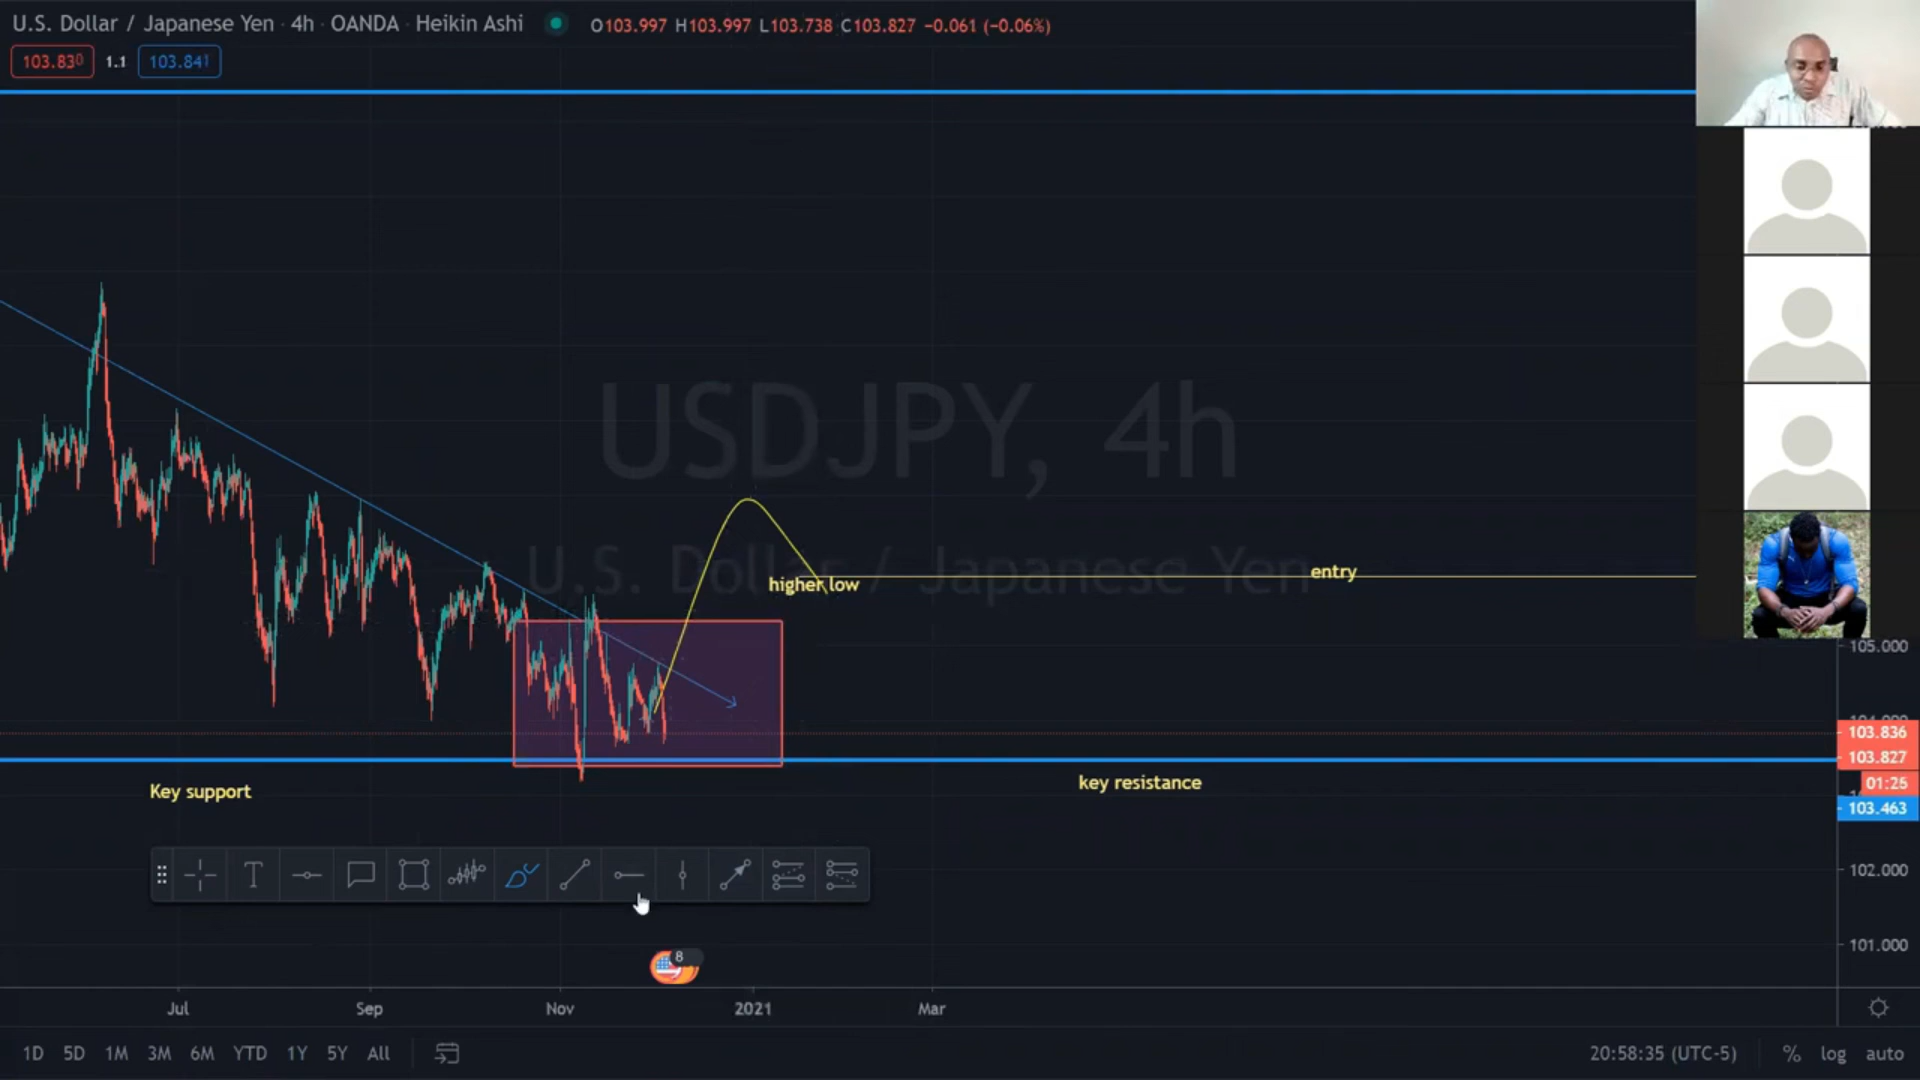 U.S. Dollar / Japanese Yen · 4h · OANDA · Heikin Ashi O103.997 H103.997 L103.738 C103.827 −0.061 (−0.06%)
103.830 1.1 103.841
USDJPY, 4h
U.S. Dollar / Japanese Yen
higher low
entry
105.000
103.836
103.827
Key support
key resistance
01:25
103.463
102.000
101.000
8
Jul Sep Nov 2021 Mar
1D 5D 1M 3M 6M YTD 1Y 5Y All 20:58:35 (UTC-5) % log auto